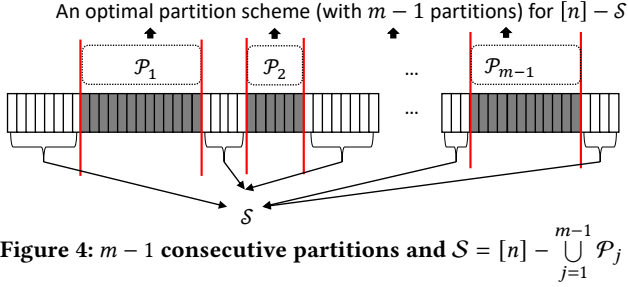 An optimal partition scheme (with 𝑚 − 1 partitions) for [𝑛] − 𝒮
𝒫1 𝒫2 ... 𝒫𝑚−1
...
𝒮
Figure 4: 𝑚 − 1 consecutive partitions and 𝒮 = [𝑛] − ⋃_{𝑗=1}^{𝑚−1} 𝒫𝑗